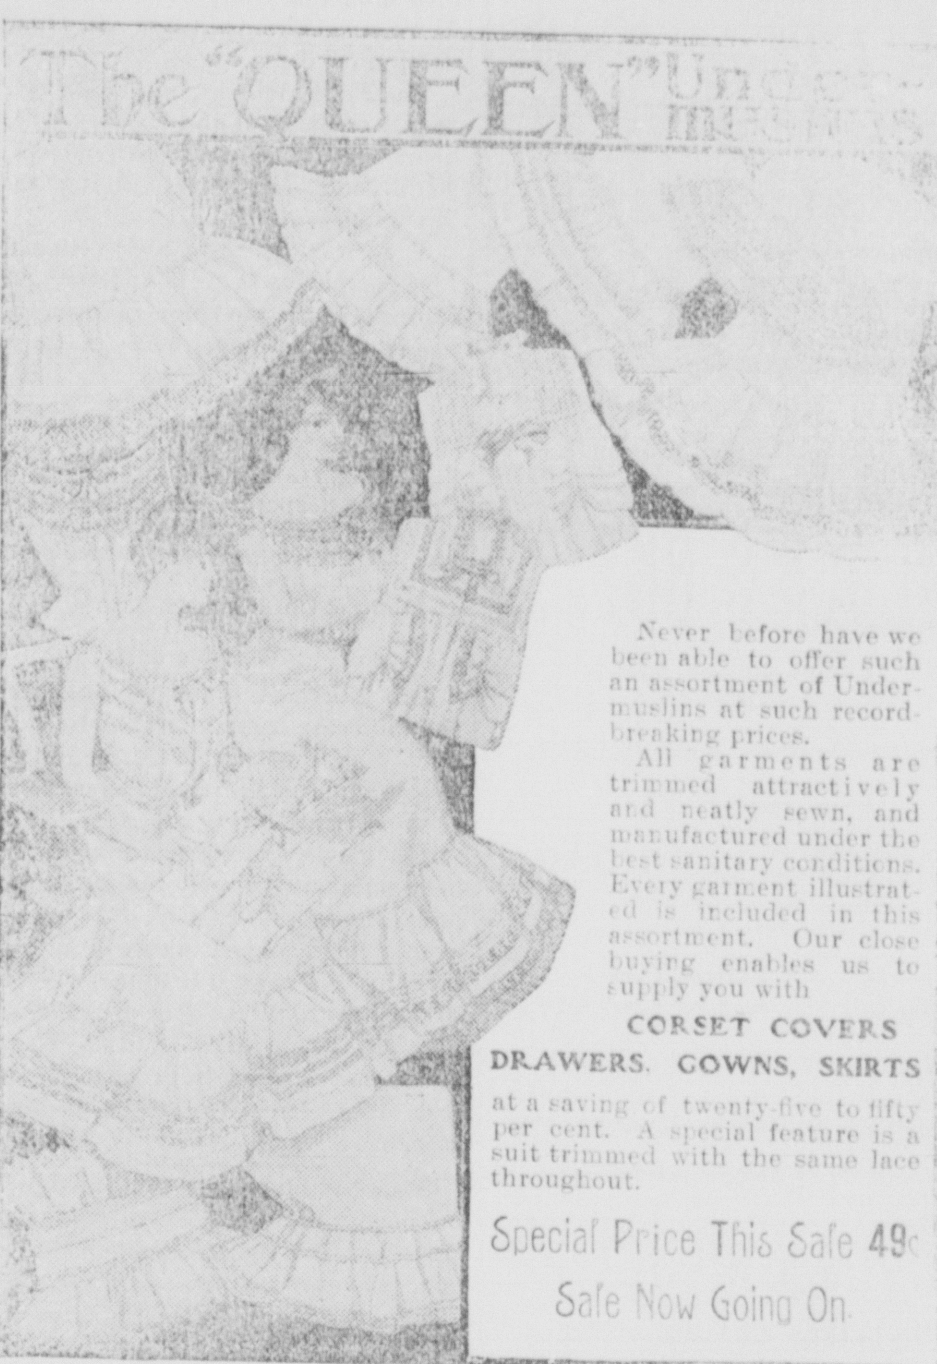 The "QUEEN" Under-
muslins
Never before have we
been able to offer such
an assortment of Under-
muslins at such record-
breaking prices.
All garments are
trimmed attractively
and neatly sewn, and
manufactured under the
best sanitary conditions.
Every garment illustrat-
ed is included in this
assortment. Our close
buying enables us to
supply you with
CORSET COVERS
DRAWERS, GOWNS, SKIRTS
at a saving of twenty-five to fifty
per cent. A special feature is a
suit trimmed with the same lace
throughout.
Special Price This Sale 49c
Sale Now Going On.